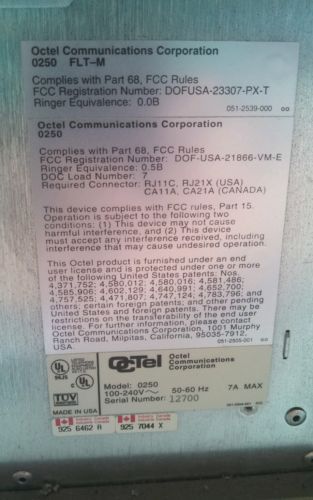 Octel Communications Corporation
0250 FLT-M
Complies with Part 68, FCC Rules
FCC Registration Number: DOFUSA-23307-PX-T
Ringer Equivalence: 0.0B
051-2539-000
Octel Communications Corporation
0250
Complies with Part 68, FCC Rules
FCC Registration Number: DOF-USA-21866-VM-E
Ringer Equivalence: 0.5B
DOC Load Number: 7
Required Connector: RJ11C, RJ21X (USA)
CA11A, CA21A (CANADA)
This device complies with FCC rules, Part 15.
Operation is subject to the following two
conditions: (1) This device may not cause
harmful interference, and (2) This device
must accept any interference received, including
interference that may cause undesired operation.
This Octel product is furnished under an end
user license and is protected under one or more
of the following United States patents: Nos.
4,371,752; 4,580,012; 4,580,016; 4,581,486;
4,585,906; 4,602,129; 4,640,991; 4,652,700;
4,757,525; 4,471,807; 4,747,124; 4,783,796; and
others; certain foreign patents; and other pending
United States and foreign patents. There may be
restrictions on the transferability of the end user
license. For further information, please contact
Octel Communications Corporation, 1001 Murphy
Ranch Road, Milpitas, California, 95035-7912,
USA.
OCTel Octel
Communications
Corporation
Model: 0250
100-240V~ 50-60 Hz 7A MAX
Serial Number: 12700
UL
TUV
MADE IN USA
Industry Canada Industrie Canada
925 6462 A 925 7044 X